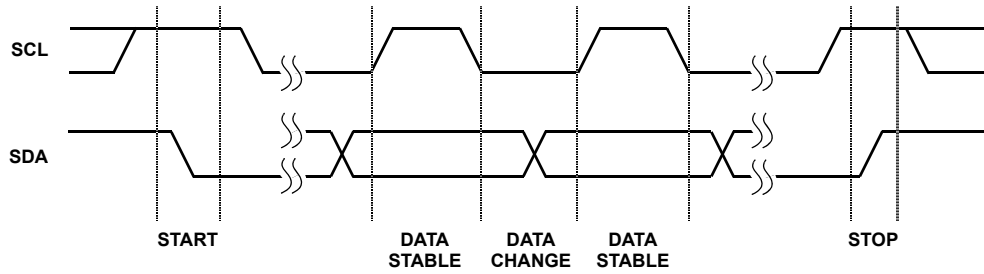 SCL
SDA
START
DATA
STABLE
DATA
CHANGE
DATA
STABLE
STOP